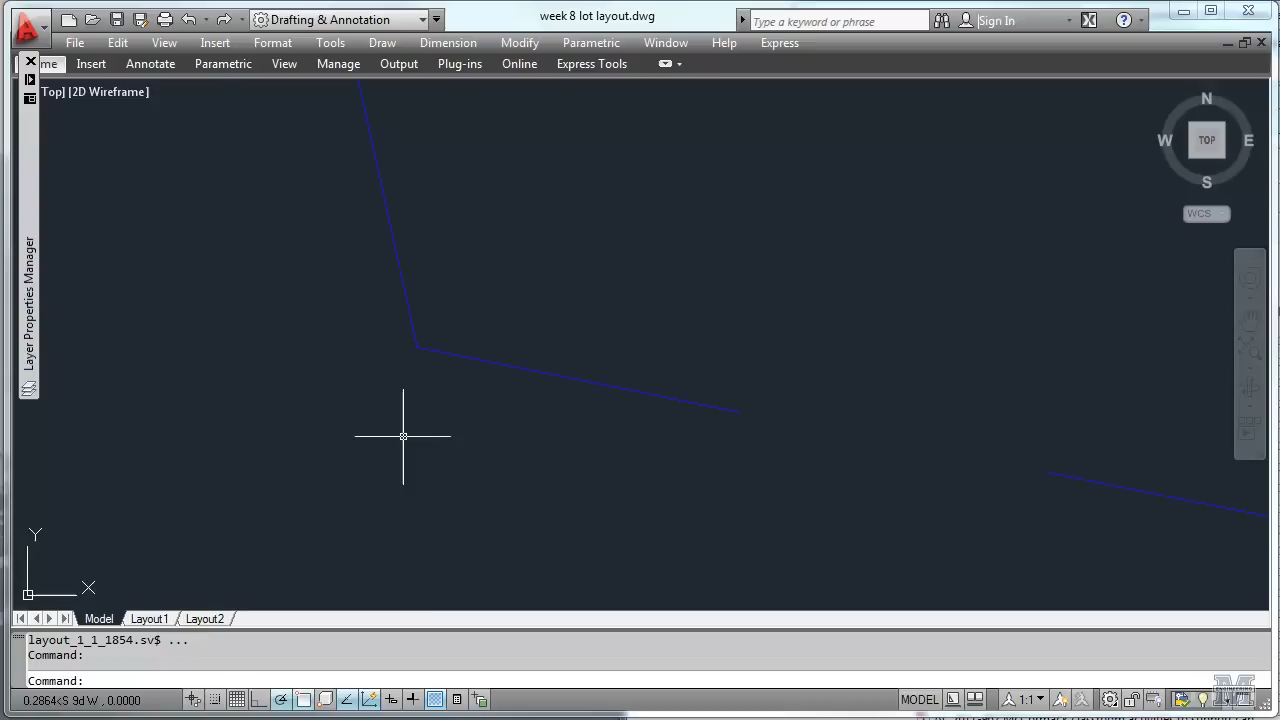 Drafting & Annotation
week 8 lot layout.dwg
Type a keyword or phrase
Sign In
File Edit View Insert Format Tools Draw Dimension Modify Parametric Window Help Express
me Insert Annotate Parametric View Manage Output Plug-ins Online Express Tools
Top] [2D Wireframe]
N
W TOP E
S
WCS
Layer Properties Manager
Y
X
Model Layout1 Layout2
layout_1_1_1854.sv$ ...
Command:
Command:
0.2864<S 9d W , 0.0000
MODEL 1:1
ENGINEERING